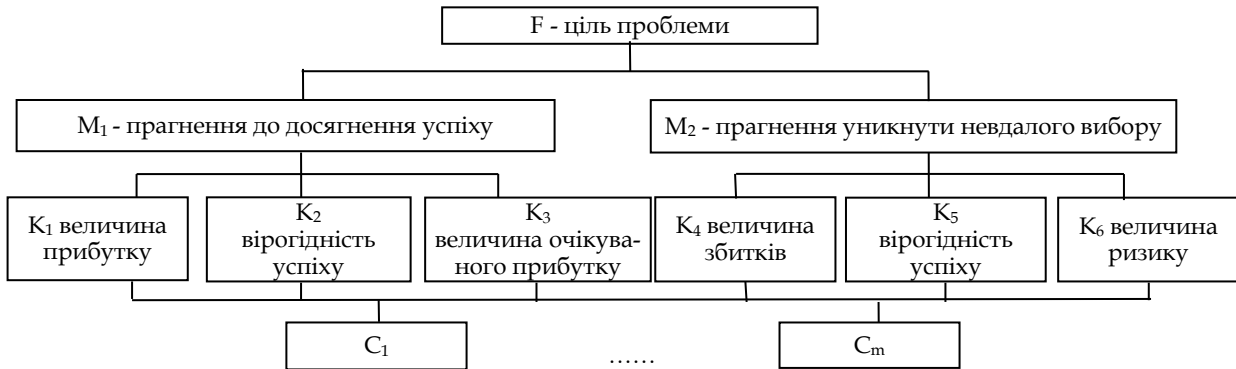 F - ціль проблеми
M₁ - прагнення до досягнення успіху
M₂ - прагнення уникнути невдалого вибору
K₁ величина
прибутку
K₂
вірогідність
успіху
K₃
величина очікува-
ного прибутку
K₄ величина
збитків
K₅
вірогідність
успіху
K₆ величина
ризику
C₁
……
Cₘ